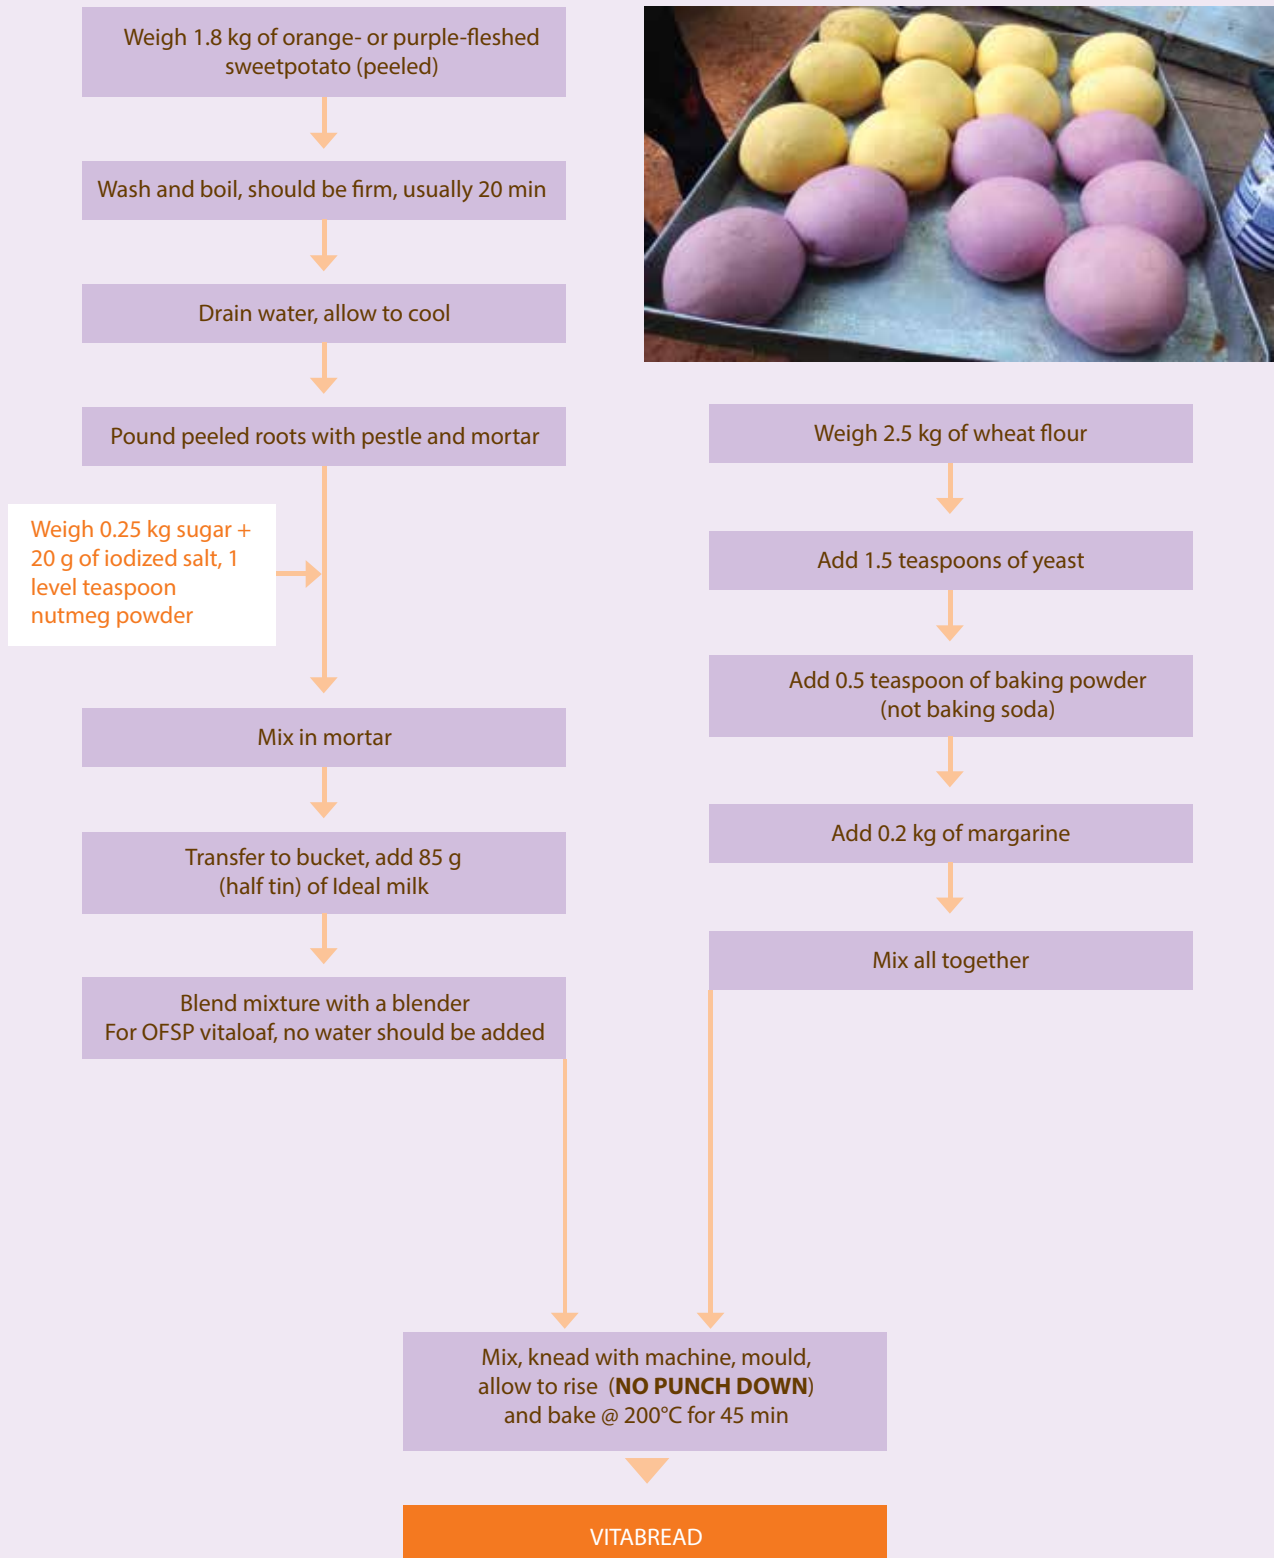 Weigh 1.8 kg of orange- or purple-fleshed
sweetpotato (peeled)
Wash and boil, should be firm, usually 20 min
Drain water, allow to cool
Pound peeled roots with pestle and mortar
Weigh 0.25 kg sugar +
20 g of iodized salt, 1
level teaspoon
nutmeg powder
Mix in mortar
Transfer to bucket, add 85 g
(half tin) of Ideal milk
Blend mixture with a blender
For OFSP vitaloaf, no water should be added
Weigh 2.5 kg of wheat flour
Add 1.5 teaspoons of yeast
Add 0.5 teaspoon of baking powder
(not baking soda)
Add 0.2 kg of margarine
Mix all together
Mix, knead with machine, mould,
allow to rise (NO PUNCH DOWN)
and bake @ 200°C for 45 min
VITABREAD